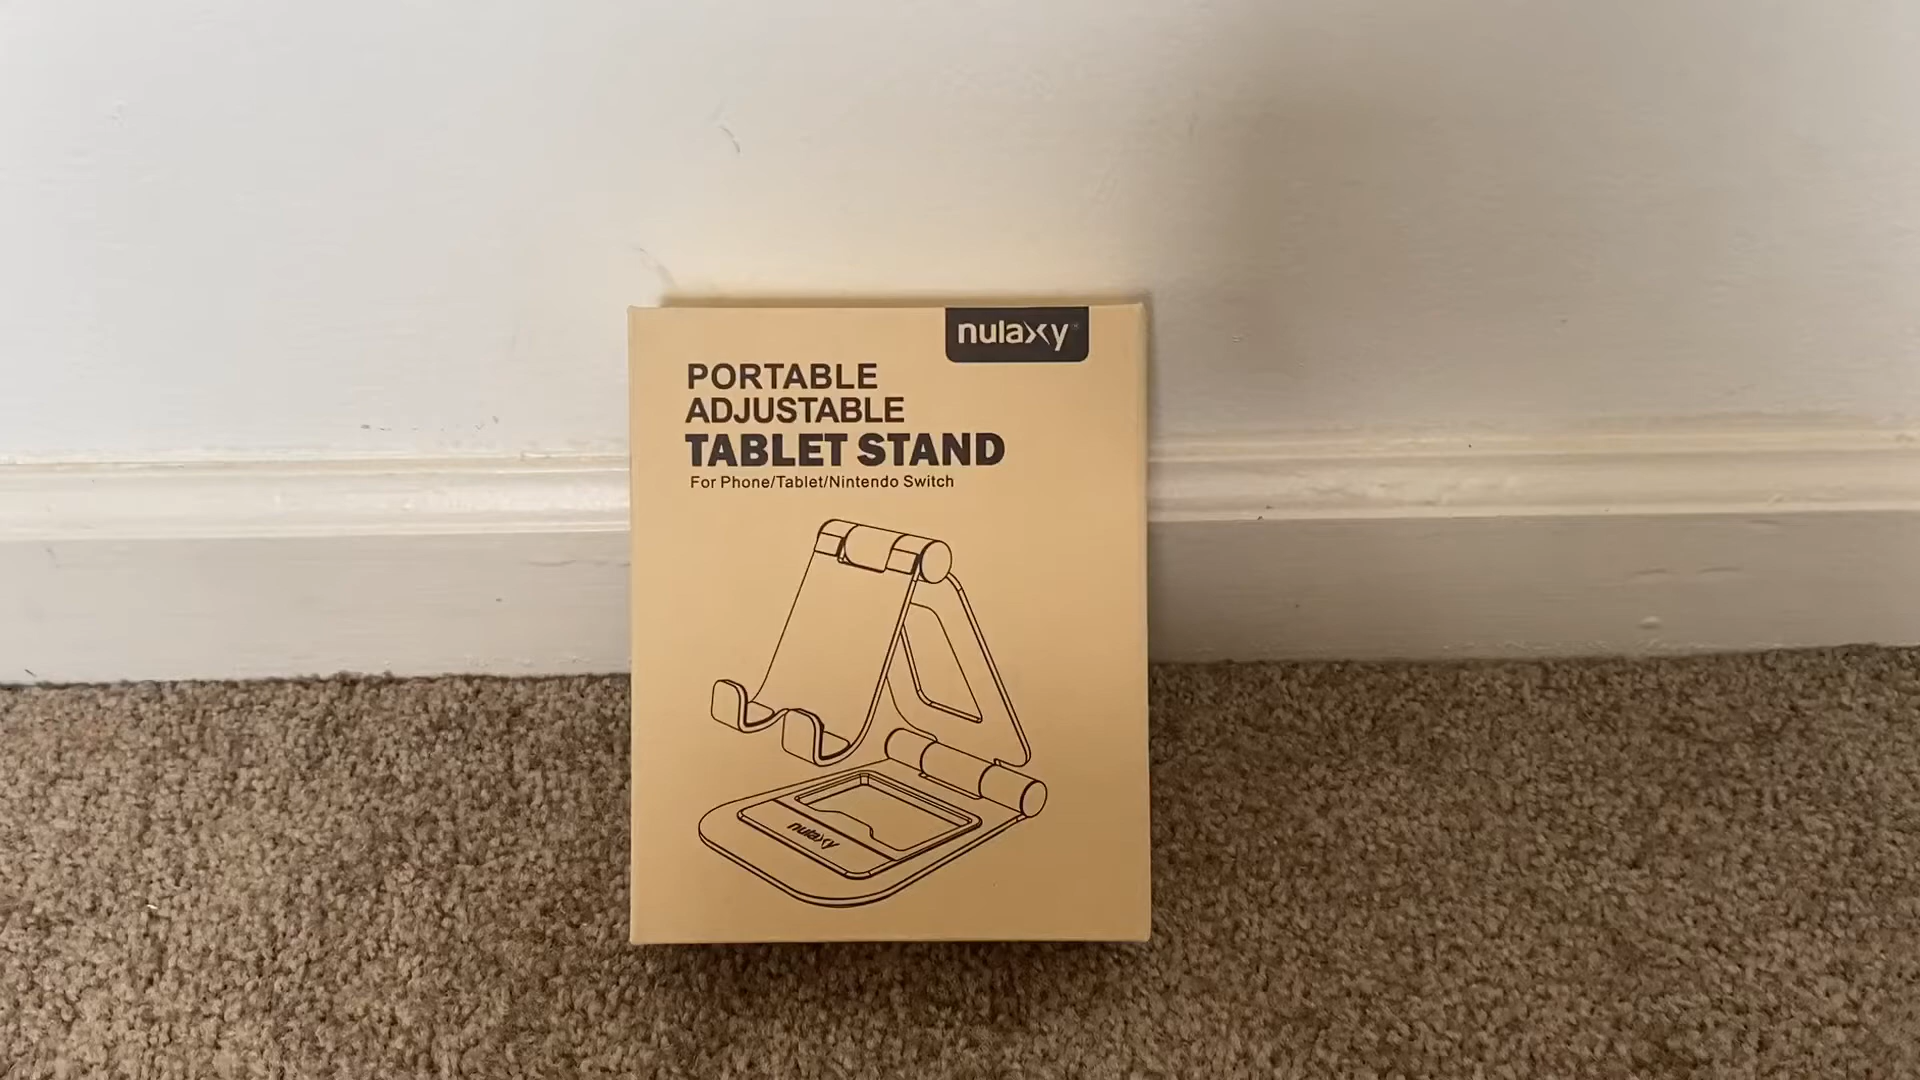 nulaxy
PORTABLE
ADJUSTABLE
TABLET STAND
For Phone/Tablet/Nintendo Switch
nulaxy